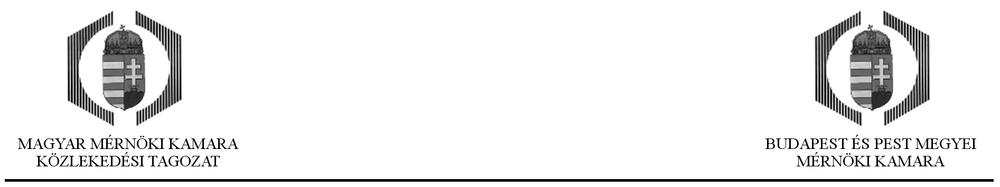 MAGYAR MÉRNÖKI KAMARA
KÖZLEKEDÉSI TAGOZAT
BUDAPEST ÉS PEST MEGYEI
MÉRNÖKI KAMARA